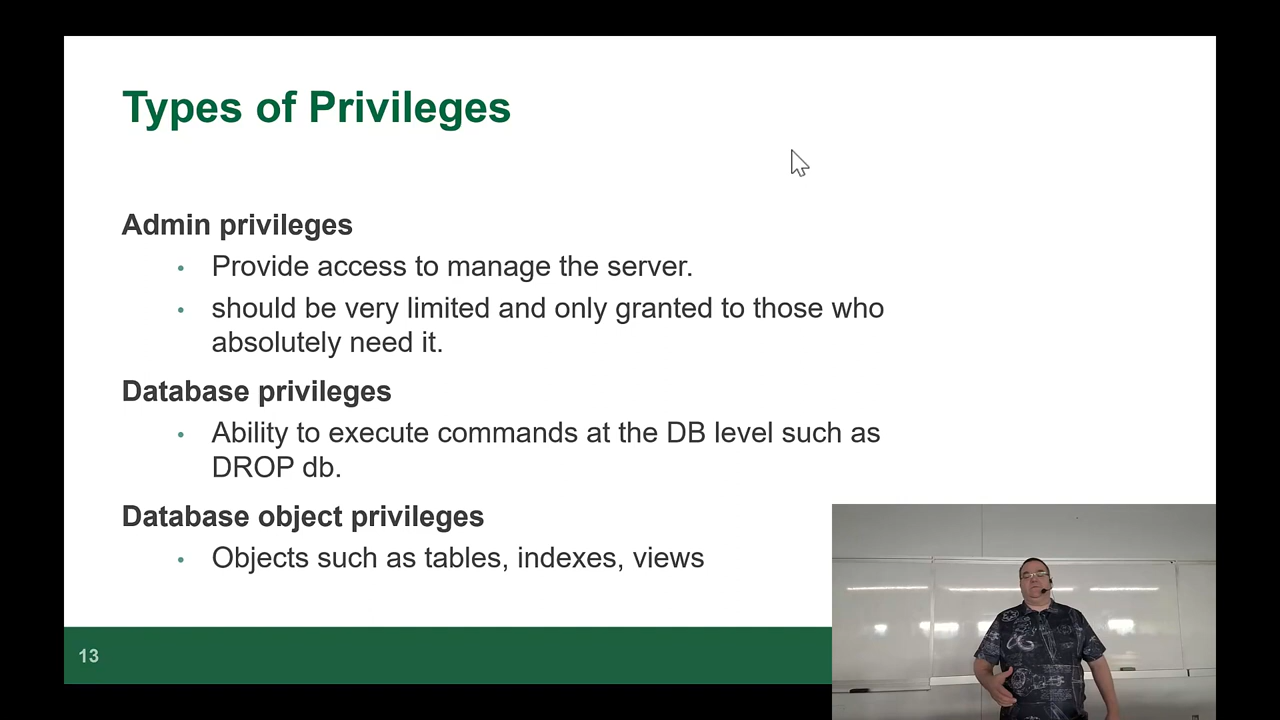 Types of Privileges
Admin privileges
• Provide access to manage the server.
• should be very limited and only granted to those who
absolutely need it.
Database privileges
• Ability to execute commands at the DB level such as
DROP db.
Database object privileges
• Objects such as tables, indexes, views
13